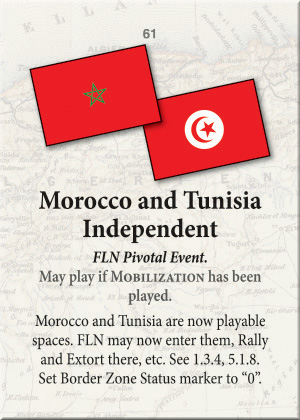 61
Morocco and Tunisia
Independent
FLN Pivotal Event.
May play if MOBILIZATION has been
played.
Morocco and Tunisia are now playable
spaces. FLN may now enter them, Rally
and Extort there, etc. See 1.3.4, 5.1.8.
Set Border Zone Status marker to “0”.